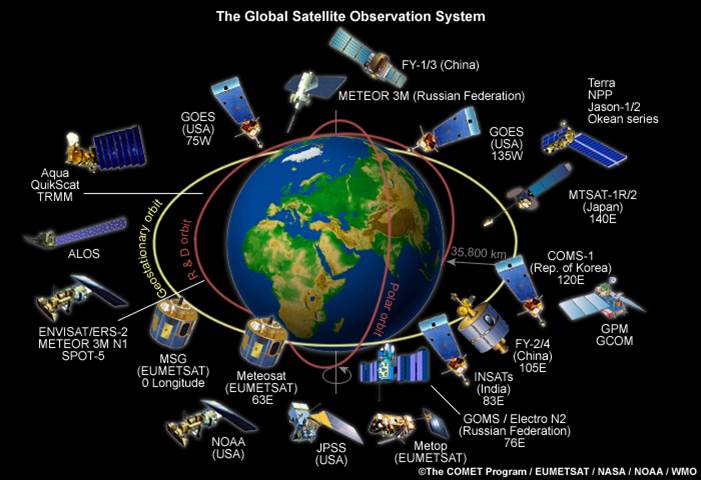 The Global Satellite Observation System
FY-1/3 (China)
METEOR 3M (Russian Federation)
GOES
(USA)
75W
GOES
(USA)
135W
Terra
NPP
Jason-1/2
Okean series
Aqua
QuikScat
TRMM
MTSAT-1R/2
(Japan)
140E
ALOS
Geostationary orbit
R & D orbit
Polar orbit
35,800 km
COMS-1
(Rep. of Korea)
120E
GPM
GCOM
ENVISAT/ERS-2
METEOR 3M N1
SPOT-5
MSG
(EUMETSAT)
0 Longitude
Meteosat
(EUMETSAT)
63E
FY-2/4
(China)
105E
INSATs
(India)
83E
GOMS / Electro N2
(Russian Federation)
76E
NOAA
(USA)
JPSS
(USA)
Metop
(EUMETSAT)
©The COMET Program / EUMETSAT / NASA / NOAA / WMO